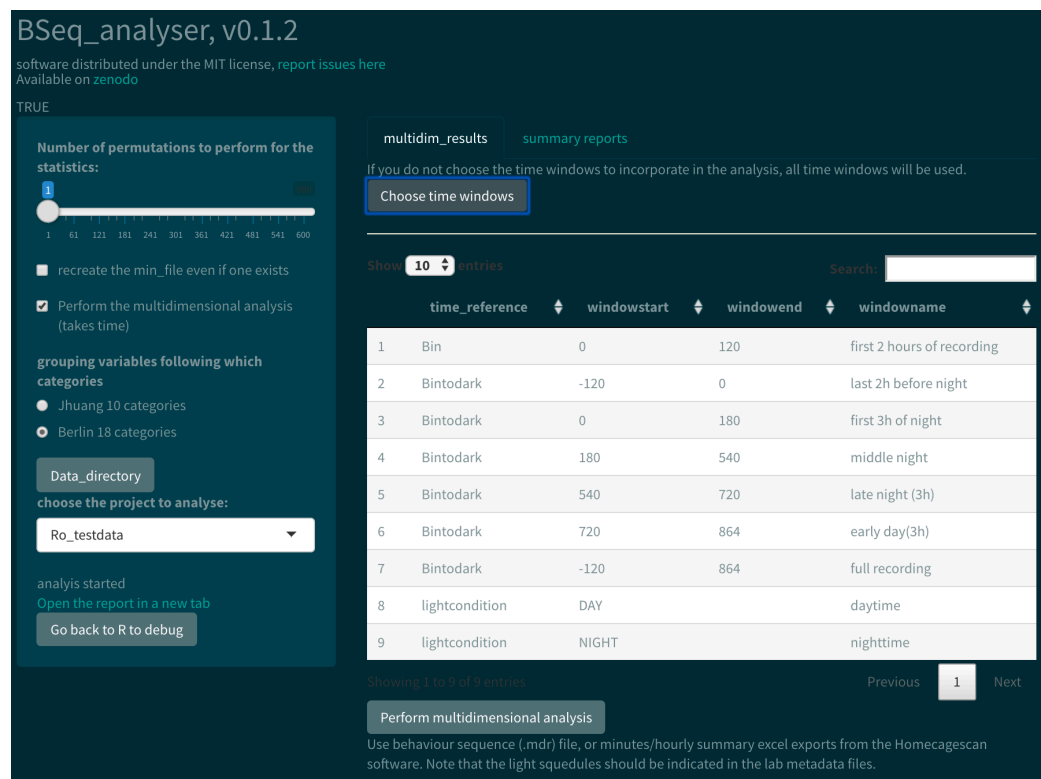 BSeq_analyser, v0.1.2
software distributed under the MIT license, report issues here
Available on zenodo
TRUE
Number of permutations to perform for the
statistics:
1
1 61 121 181 241 301 361 421 481 541 600
recreate the min_file even if one exists
Perform the multidimensional analysis
(takes time)
grouping variables following which
categories
Jhuang 10 categories
Berlin 18 categories
Data_directory
choose the project to analyse:
Ro_testdata
analyis started
Open the report in a new tab
Go back to R to debug
multidim_results summary reports
If you do not choose the time windows to incorporate in the analysis, all time windows will be used.
Choose time windows
Show 10 entries Search:
time_reference windowstart windowend windowname
1 Bin 0 120 first 2 hours of recording
2 Bintodark -120 0 last 2h before night
3 Bintodark 0 180 first 3h of night
4 Bintodark 180 540 middle night
5 Bintodark 540 720 late night (3h)
6 Bintodark 720 864 early day(3h)
7 Bintodark -120 864 full recording
8 lightcondition DAY daytime
9 lightcondition NIGHT nighttime
Showing 1 to 9 of 9 entries Previous 1 Next
Perform multidimensional analysis
Use behaviour sequence (.mdr) file, or minutes/hourly summary excel exports from the Homecagescan
software. Note that the light squedules should be indicated in the lab metadata files.